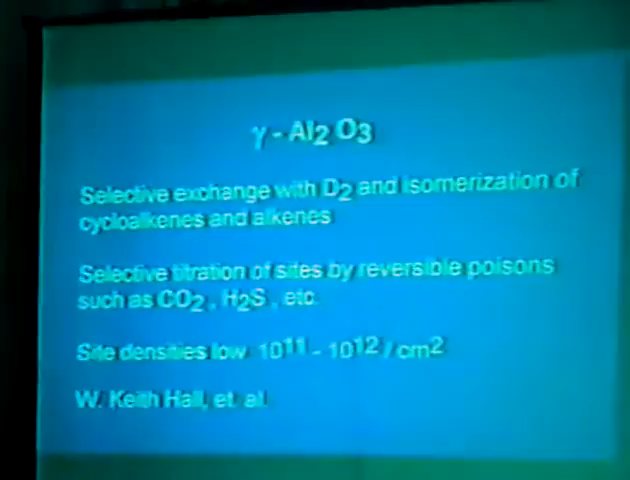 γ - Al2 O3
Selective exchange with D2 and isomerization of
cycloalkenes and alkenes
Selective titration of sites by reversible poisons
such as CO2 , H2S , etc.
Site densities low 10¹¹ - 10¹² / cm²
W. Keith Hall, et. al.